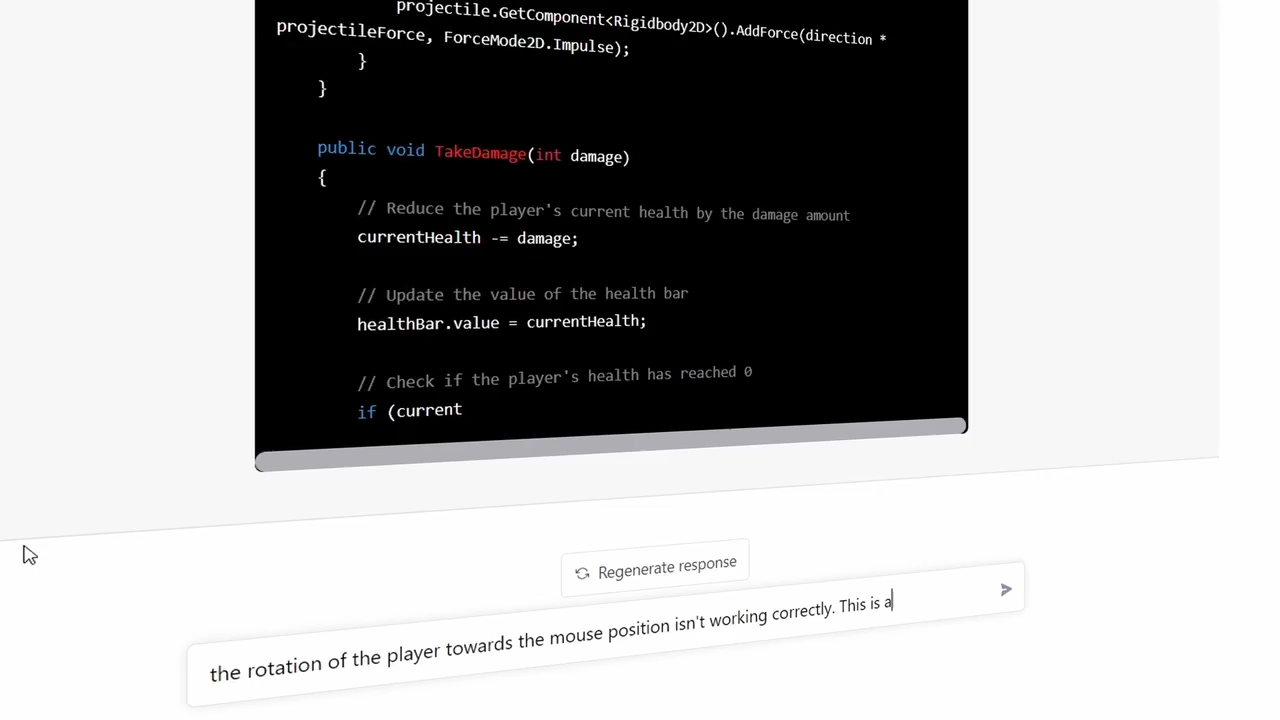 projectile.GetComponent<Rigidbody2D>().AddForce(direction *
projectileForce, ForceMode2D.Impulse);
}
}
public void TakeDamage(int damage)
{
// Reduce the player's current health by the damage amount
currentHealth -= damage;
// Update the value of the health bar
healthBar.value = currentHealth;
// Check if the player's health has reached 0
if (current
Regenerate response
the rotation of the player towards the mouse position isn't working correctly. This is a